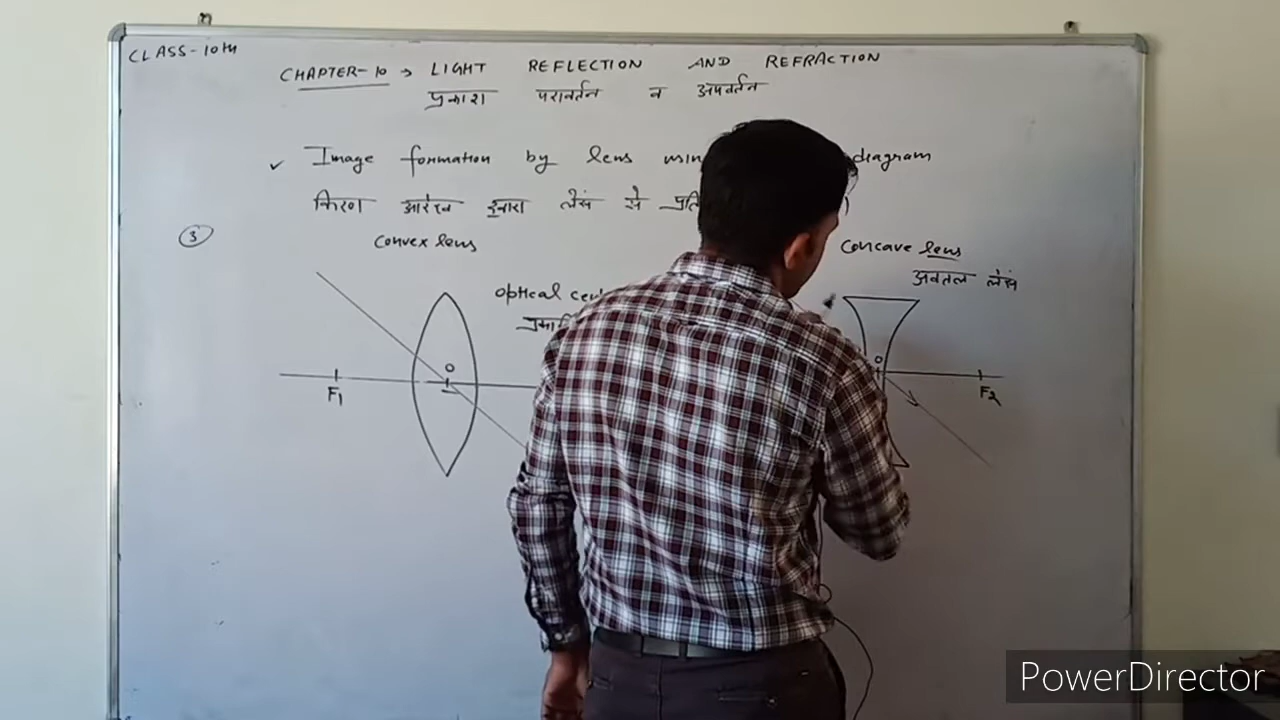 CLASS-10th
CHAPTER-10 → LIGHT REFLECTION AND REFRACTION
प्रकाश परावर्तन व अपवर्तन
✓ Image formation by lens diagram
किरण आरेख द्वारा लेंस से
3
Convex lens
Concave lens
अवतल लेंस
optical
O
O
F1
F2
PowerDirector